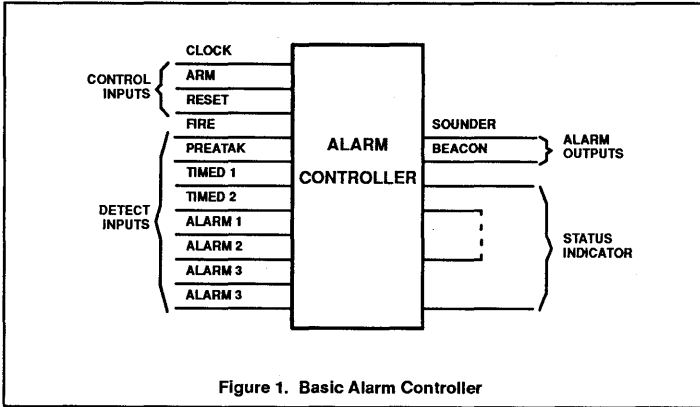 CLOCK
CONTROL
INPUTS
ARM
RESET
FIRE
PREATAK
TIMED 1
TIMED 2
DETECT
INPUTS
ALARM 1
ALARM 2
ALARM 3
ALARM 3
ALARM
CONTROLLER
SOUNDER
BEACON
ALARM
OUTPUTS
STATUS
INDICATOR
Figure 1. Basic Alarm Controller